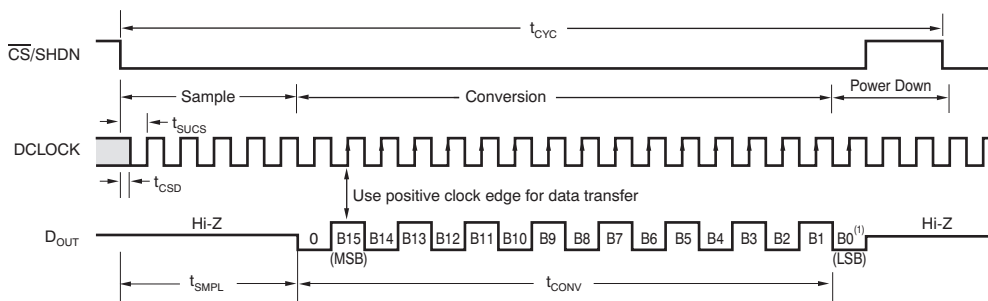 t_CYC
CS/SHDN
Sample
Conversion
Power Down
t_SUCS
DCLOCK
t_CSD
Use positive clock edge for data transfer
Hi-Z
D_OUT
0 B15 B14 B13 B12 B11 B10 B9 B8 B7 B6 B5 B4 B3 B2 B1 B0(1)
Hi-Z
(MSB)
(LSB)
t_SMPL
t_CONV